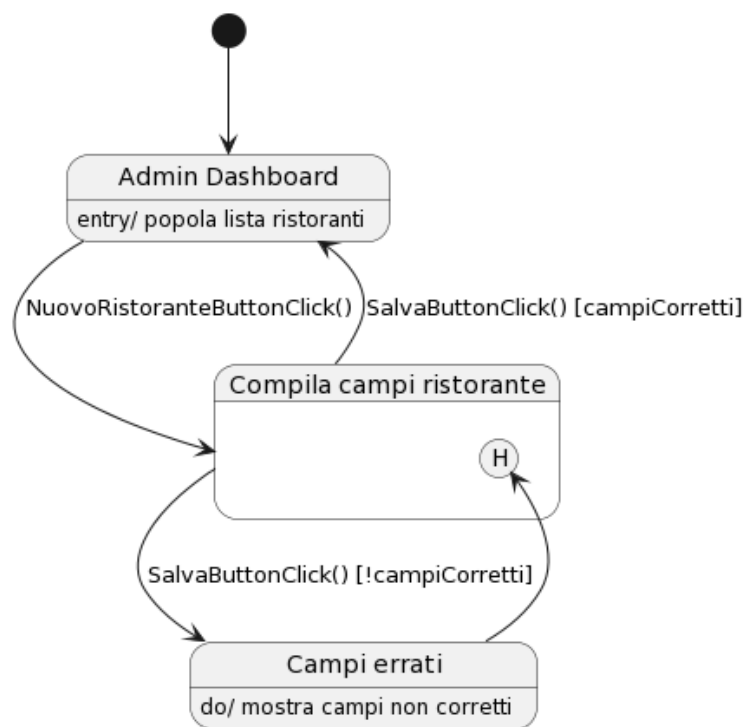 Admin Dashboard
entry/ popola lista ristoranti
NuovoRistoranteButtonClick()
SalvaButtonClick() [campiCorretti]
Compila campi ristorante
H
SalvaButtonClick() [!campiCorretti]
Campi errati
do/ mostra campi non corretti